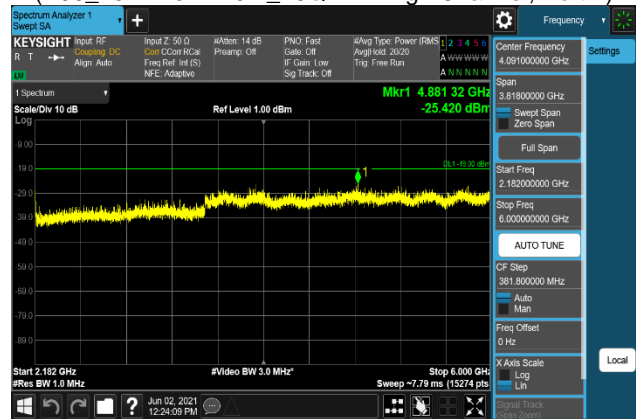 Spectrum Analyzer 1
Swept SA
Frequency
KEYSIGHT
R T
LW
Input: RF
Coupling: DC
Align: Auto
Input Z: 50 Ω
Corr CCorr RCal
Freq Ref: Int (S)
NFE: Adaptive
#Atten: 14 dB
Preamp: Off
PNO: Fast
Gate: Off
IF Gain: Low
Sig Track: Off
#Avg Type: Power (RMS
Avg|Hold: 20/20
Trig: Free Run
1 2 3 4 5 6
A WW WW W
A N N N N N
1 Spectrum
Scale/Div 10 dB
Log
Ref Level 1.00 dBm
Mkr1 4.881 32 GHz
-25.420 dBm
DL1 -19.00 dBm
1
-9.00
-19.0
-29.0
-39.0
-49.0
-59.0
-69.0
-79.0
-89.0
Start 2.182 GHz
#Res BW 1.0 MHz
#Video BW 3.0 MHz*
Stop 6.000 GHz
Sweep ~7.79 ms (15274 pts
Center Frequency
4.091000000 GHz
Settings
Span
3.81800000 GHz
Swept Span
Zero Span
Full Span
Start Freq
2.182000000 GHz
Stop Freq
6.000000000 GHz
AUTO TUNE
CF Step
381.800000 MHz
Auto
Man
Freq Offset
0 Hz
X Axis Scale
Log
Lin
Local
Signal Track
(Span Zoom)
?
Jun 02, 2021
12:24:09 PM